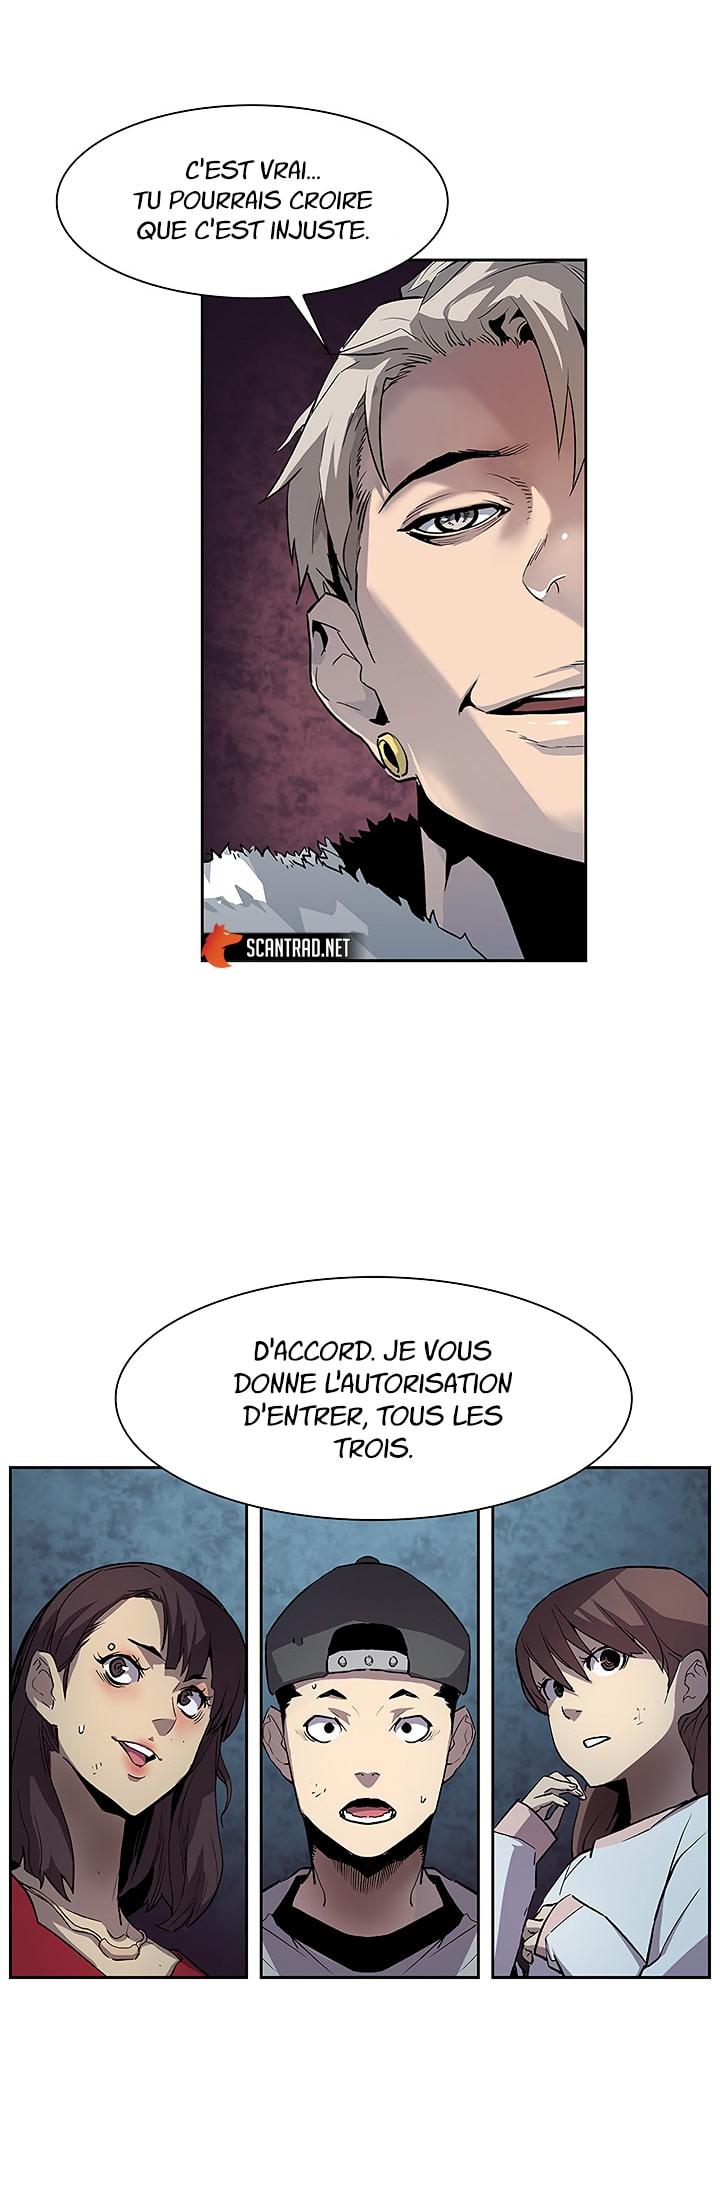 C'EST VRAI...
TU POURRAIS CROIRE
QUE C'EST INJUSTE.
SCANTRAD.NET
D'ACCORD. JE VOUS
DONNE L'AUTORISATION
D'ENTRER, TOUS LES
TROIS.